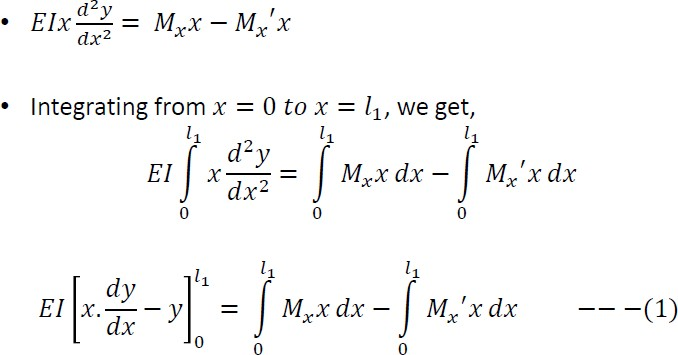 • EIx d²y/dx² = Mₓx − Mₓ′x
• Integrating from x = 0 to x = l₁, we get,
EI ∫₀^l₁ x d²y/dx² = ∫₀^l₁ Mₓx dx − ∫₀^l₁ Mₓ′x dx
EI [x. dy/dx − y]₀^l₁ = ∫₀^l₁ Mₓx dx − ∫₀^l₁ Mₓ′x dx −− −(1)